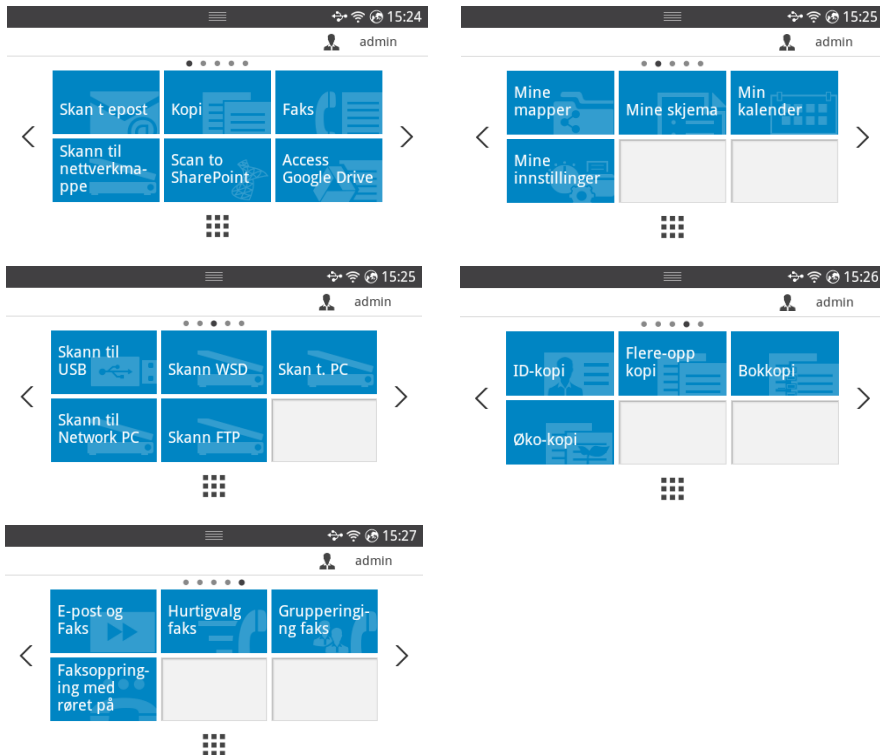 15:24
admin
Skan t epost
Kopi
Faks
Skann til
nettverkma-
ppe
Scan to
SharePoint
Access
Google Drive
15:25
admin
Mine
mapper
Mine skjema
Min
kalender
Mine
innstillinger
15:25
admin
Skann til
USB
Skann WSD
Skan t. PC
Skann til
Network PC
Skann FTP
15:26
admin
ID-kopi
Flere-opp
kopi
Bokkopi
Øko-kopi
15:27
admin
E-post og
Faks
Hurtigvalg
faks
Grupperingi-
ng faks
Faksoppring-
ing med
røret på